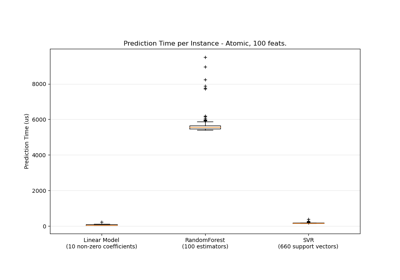 Prediction Time per Instance - Atomic, 100 feats.
Prediction Time (us)
8000
6000
4000
2000
0
Linear Model
(10 non-zero coefficients)
RandomForest
(100 estimators)
SVR
(660 support vectors)